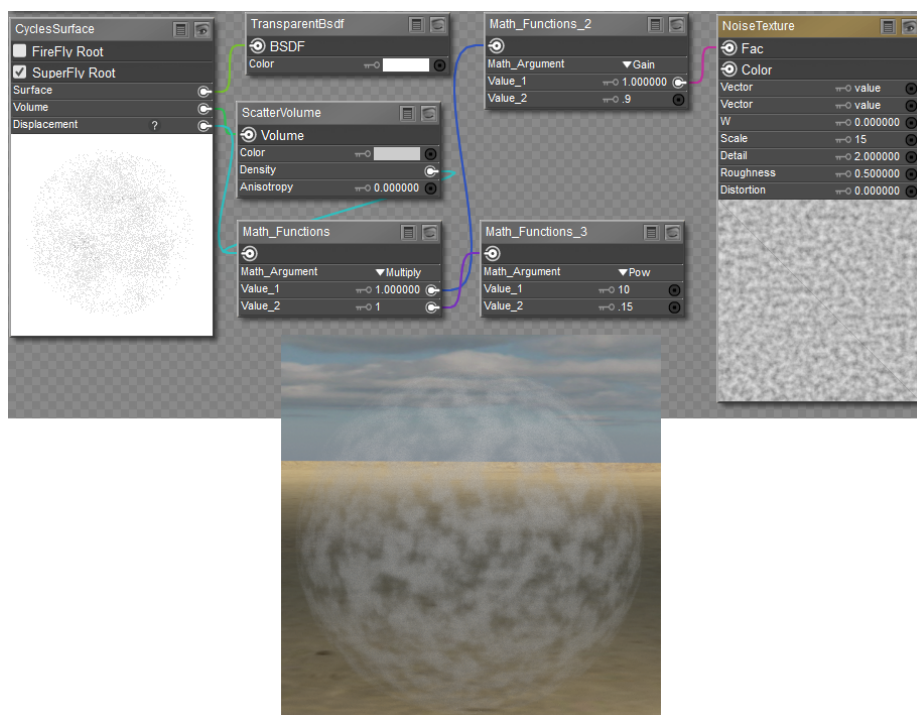 CyclesSurface
FireFly Root
SuperFly Root
Surface
Volume
Displacement ?
TransparentBsdf
BSDF
Color
ScatterVolume
Volume
Color
Density
Anisotropy 0.000000
Math_Functions
Math_Argument Multiply
Value_1 1.000000
Value_2 1
Math_Functions_2
Math_Argument Gain
Value_1 1.000000
Value_2 .9
Math_Functions_3
Math_Argument Pow
Value_1 10
Value_2 .15
NoiseTexture
Fac
Color
Vector value
Vector value
W 0.000000
Scale 15
Detail 2.000000
Roughness 0.500000
Distortion 0.000000